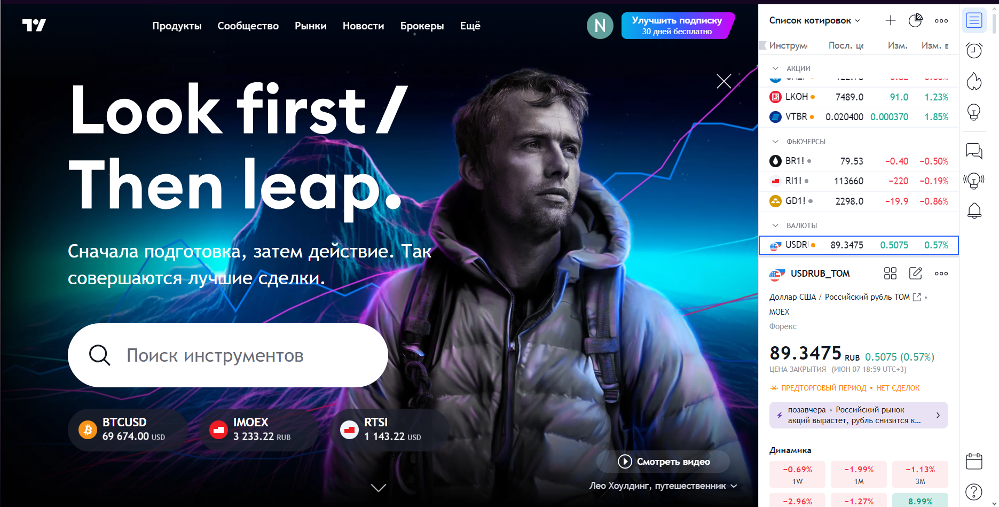 Продукты Сообщество Рынки Новости Брокеры Ещё
N
Улучшить подписку
30 дней бесплатно
Look first /
Then leap.
Сначала подготовка, затем действие. Так
совершаются лучшие сделки.
Поиск инструментов
BTCUSD
69 674.00 USD
IMOEX
3 233.22 RUB
RTSI
1 143.22 USD
Смотреть видео
Лео Хоулдинг, путешественник
Список котировок
Инструм Посл. це Изм. Изм. в
АКЦИИ
LKOH 7489.0 91.0 1.23%
VTBR 0.020400 0.000370 1.85%
ФЬЮЧЕРСЫ
BR1! 79.53 −0.40 −0.50%
RI1! 113660 −220 −0.19%
GD1! 2298.0 −19.9 −0.86%
ВАЛЮТЫ
USDR 89.3475 0.5075 0.57%
USDRUB_TOM
Доллар США / Российский рубль TOM •
MOEX
Форекс
89.3475 RUB 0.5075 (0.57%)
ЦЕНА ЗАКРЫТИЯ (ИЮН 07 18:59 UTC+3)
ПРЕДТОРГОВЫЙ ПЕРИОД • НЕТ СДЕЛОК
позавчера • Российский рынок
акций вырастет, рубль снизится к...
Динамика
−0.69% −1.99% −1.13%
1W 1M 3M
−2.96% −1.27% 8.99%